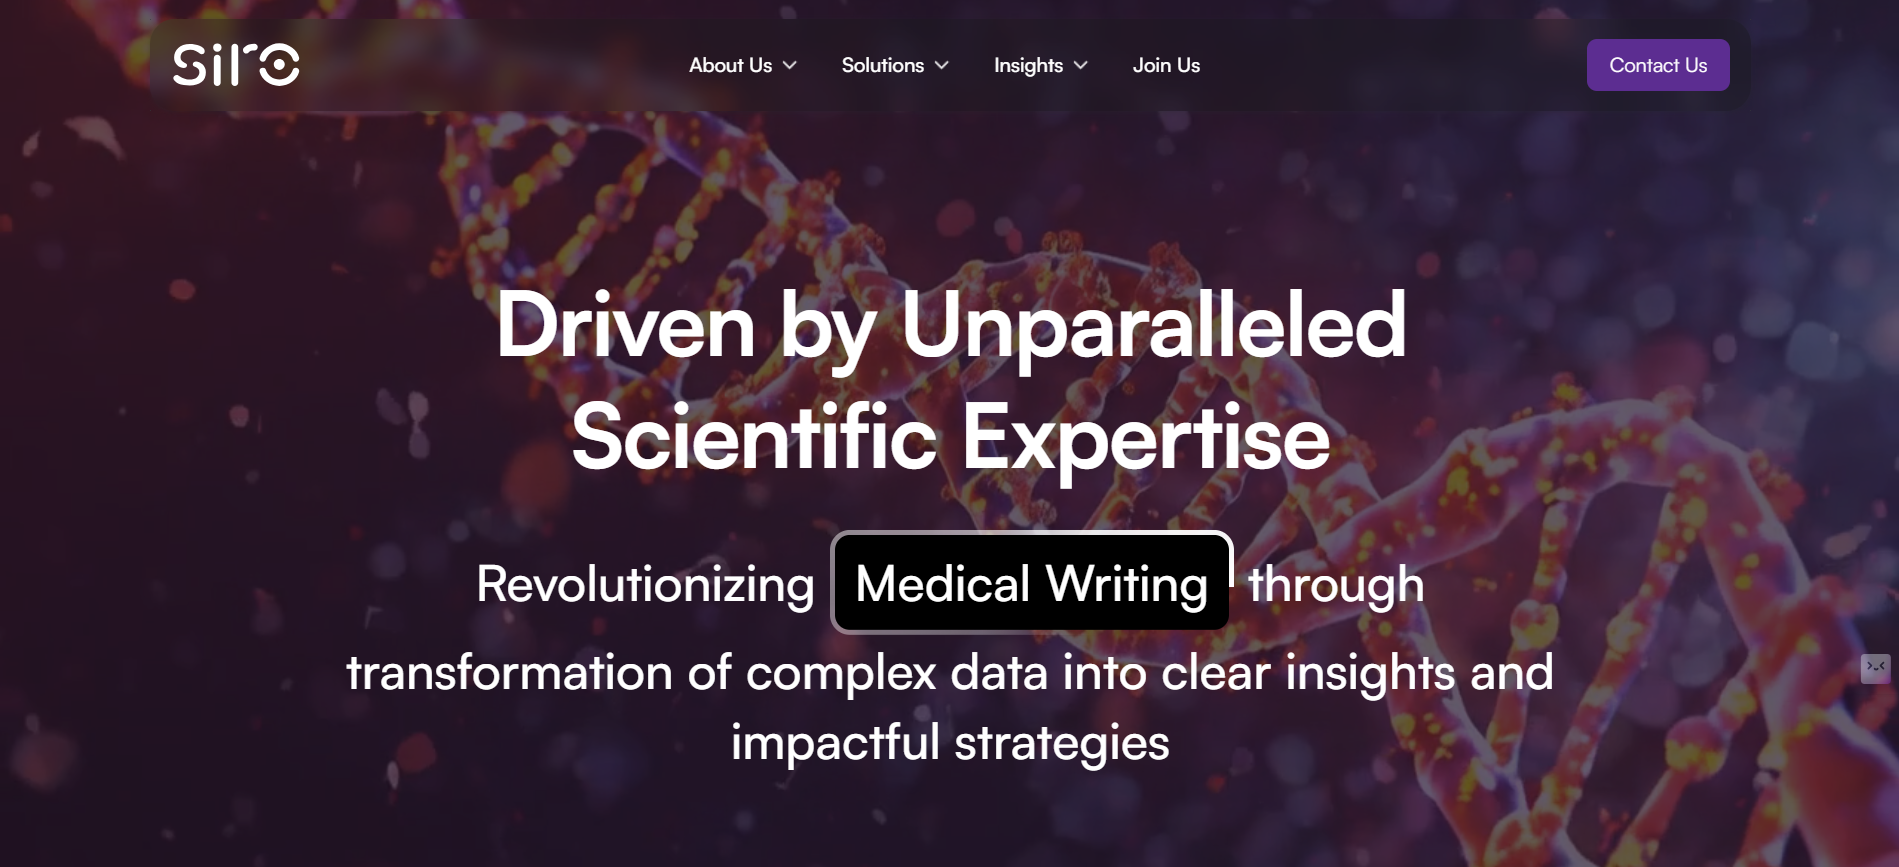 siro
About Us
Solutions
Insights
Join Us
Contact Us
Driven by Unparalleled
Scientific Expertise
Revolutionizing Medical Writing through
transformation of complex data into clear insights and
impactful strategies